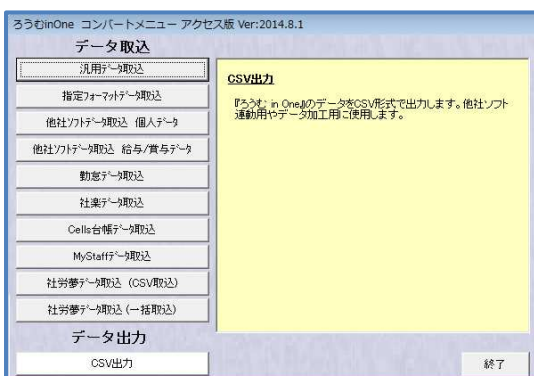 ろうむinOne コンバートメニュー アクセス版 Ver:2014.8.1
データ取込
汎用ﾃﾞｰﾀ取込
指定ﾌｫｰﾏｯﾄﾃﾞｰﾀ取込
他社ｿﾌﾄﾃﾞｰﾀ取込 個人ﾃﾞｰﾀ
他社ｿﾌﾄﾃﾞｰﾀ取込 給与/賞与ﾃﾞｰﾀ
勤怠ﾃﾞｰﾀ取込
社楽ﾃﾞｰﾀ取込
Cells台帳ﾃﾞｰﾀ取込
MyStaffﾃﾞｰﾀ取込
社労夢ﾃﾞｰﾀ取込（CSV取込）
社労夢ﾃﾞｰﾀ取込（一括取込）
データ出力
CSV出力
CSV出力
『ろうむ in One』のデータをCSV形式で出力します。他社ソフト
連動用やデータ加工用に使用します。
終了